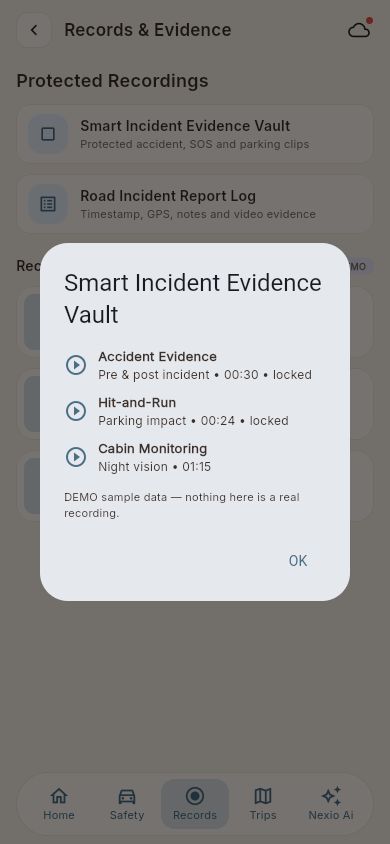 Records & Evidence
Protected Recordings
Smart Incident Evidence Vault
Protected accident, SOS and parking clips
Road Incident Report Log
Timestamp, GPS, notes and video evidence
Smart Incident Evidence
Vault
Accident Evidence
Pre & post incident • 00:30 • locked
Hit-and-Run
Parking impact • 00:24 • locked
Cabin Monitoring
Night vision • 01:15
DEMO sample data — nothing here is a real
recording.
OK
Home Safety Records Trips Nexio Ai